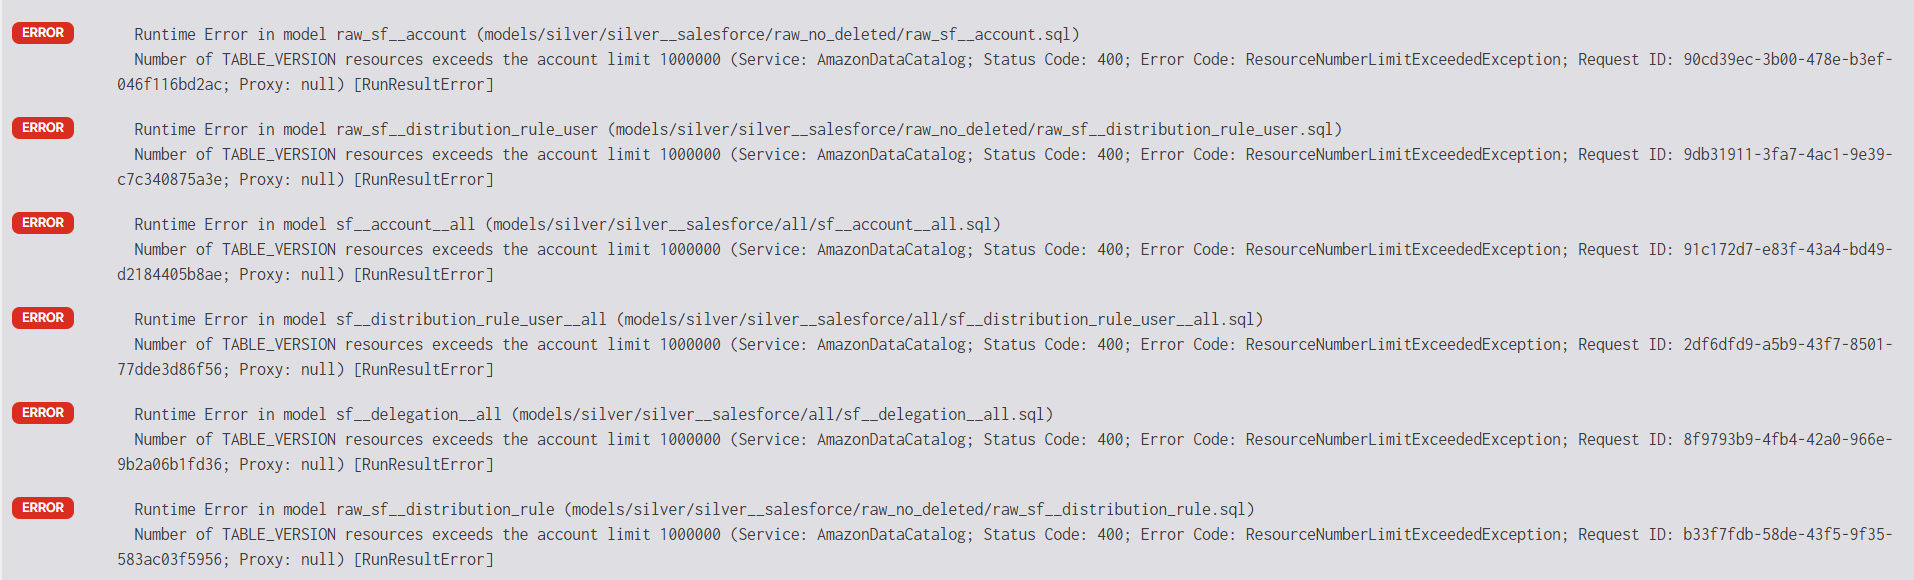 ERROR Runtime Error in model raw_sf__account (models/silver/silver__salesforce/raw_no_deleted/raw_sf__account.sql)
Number of TABLE_VERSION resources exceeds the account limit 1000000 (Service: AmazonDataCatalog; Status Code: 400; Error Code: ResourceNumberLimitExceededException; Request ID: 90cd39ec-3b00-478e-b3ef-
046f116bd2ac; Proxy: null) [RunResultError]
ERROR Runtime Error in model raw_sf__distribution_rule_user (models/silver/silver__salesforce/raw_no_deleted/raw_sf__distribution_rule_user.sql)
Number of TABLE_VERSION resources exceeds the account limit 1000000 (Service: AmazonDataCatalog; Status Code: 400; Error Code: ResourceNumberLimitExceededException; Request ID: 9db31911-3fa7-4ac1-9e39-
c7c340875a3e; Proxy: null) [RunResultError]
ERROR Runtime Error in model sf__account__all (models/silver/silver__salesforce/all/sf__account__all.sql)
Number of TABLE_VERSION resources exceeds the account limit 1000000 (Service: AmazonDataCatalog; Status Code: 400; Error Code: ResourceNumberLimitExceededException; Request ID: 91c172d7-e83f-43a4-bd49-
d2184405b8ae; Proxy: null) [RunResultError]
ERROR Runtime Error in model sf__distribution_rule_user__all (models/silver/silver__salesforce/all/sf__distribution_rule_user__all.sql)
Number of TABLE_VERSION resources exceeds the account limit 1000000 (Service: AmazonDataCatalog; Status Code: 400; Error Code: ResourceNumberLimitExceededException; Request ID: 2df6dfd9-a5b9-43f7-8501-
77dde3d86f56; Proxy: null) [RunResultError]
ERROR Runtime Error in model sf__delegation__all (models/silver/silver__salesforce/all/sf__delegation__all.sql)
Number of TABLE_VERSION resources exceeds the account limit 1000000 (Service: AmazonDataCatalog; Status Code: 400; Error Code: ResourceNumberLimitExceededException; Request ID: 8f9793b9-4fb4-42a0-966e-
9b2a06b1fd36; Proxy: null) [RunResultError]
ERROR Runtime Error in model raw_sf__distribution_rule (models/silver/silver__salesforce/raw_no_deleted/raw_sf__distribution_rule.sql)
Number of TABLE_VERSION resources exceeds the account limit 1000000 (Service: AmazonDataCatalog; Status Code: 400; Error Code: ResourceNumberLimitExceededException; Request ID: b33f7fdb-58de-43f5-9f35-
583ac03f5956; Proxy: null) [RunResultError]